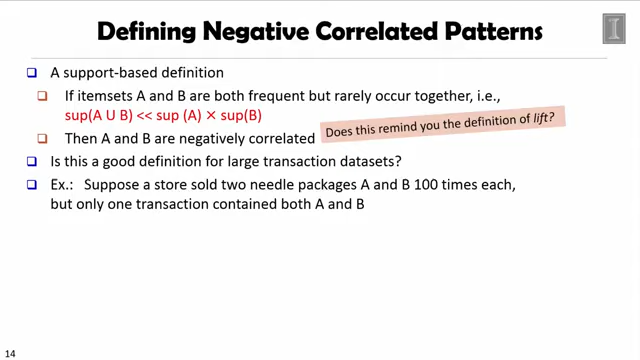 Defining Negative Correlated Patterns
I
A support-based definition
If itemsets A and B are both frequent but rarely occur together, i.e.,
sup(A U B) << sup (A) × sup(B)
Then A and B are negatively correlated
Does this remind you the definition of lift?
Is this a good definition for large transaction datasets?
Ex.: Suppose a store sold two needle packages A and B 100 times each,
but only one transaction contained both A and B
14